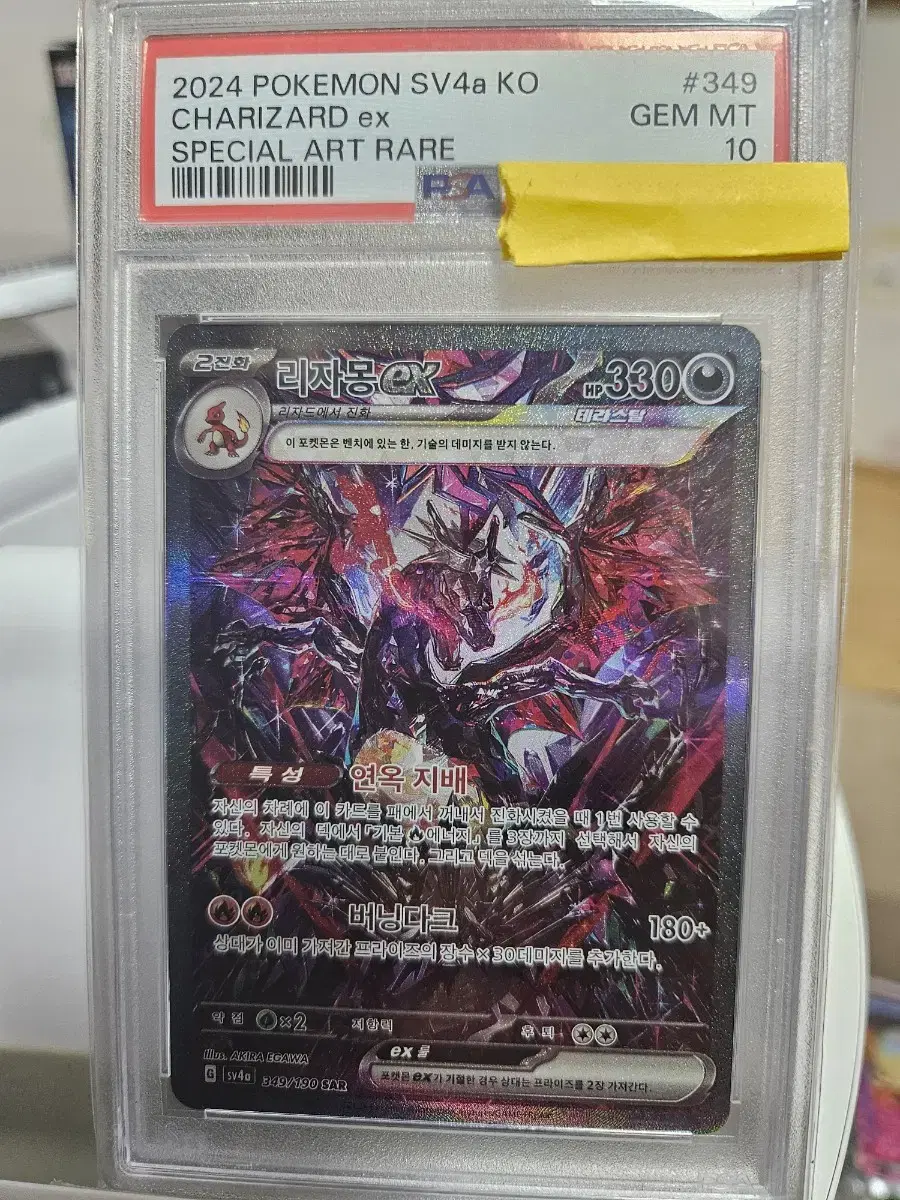 2024 POKEMON SV4a KO #349
CHARIZARD ex GEM MT
SPECIAL ART RARE 10
PSA
2진화 리자몽ex HP330
리자드에서 진화 테라스탈
이 포켓몬은 벤치에 있는 한, 기술의 데미지를 받지 않는다.
특성 연옥 지배
자신의 차례에 이 카드를 패에서 꺼내서 진화시켰을 때 1번 사용할 수
있다. 자신의 덱에서 「기본 에너지」를 3장까지 선택해서 자신의
포켓몬에게 원하는 대로 붙인다. 그리고 덱을 섞는다.
버닝다크 180+
상대가 이미 가져간 프라이즈의 장수×30데미지를 추가한다.
약점 ×2 저항력 후퇴
Illus. AKIRA EGAWA
ex룰
G sv4a 349/190 SAR
포켓몬 ex가 기절한 경우 상대는 프라이즈를 2장 가져간다.